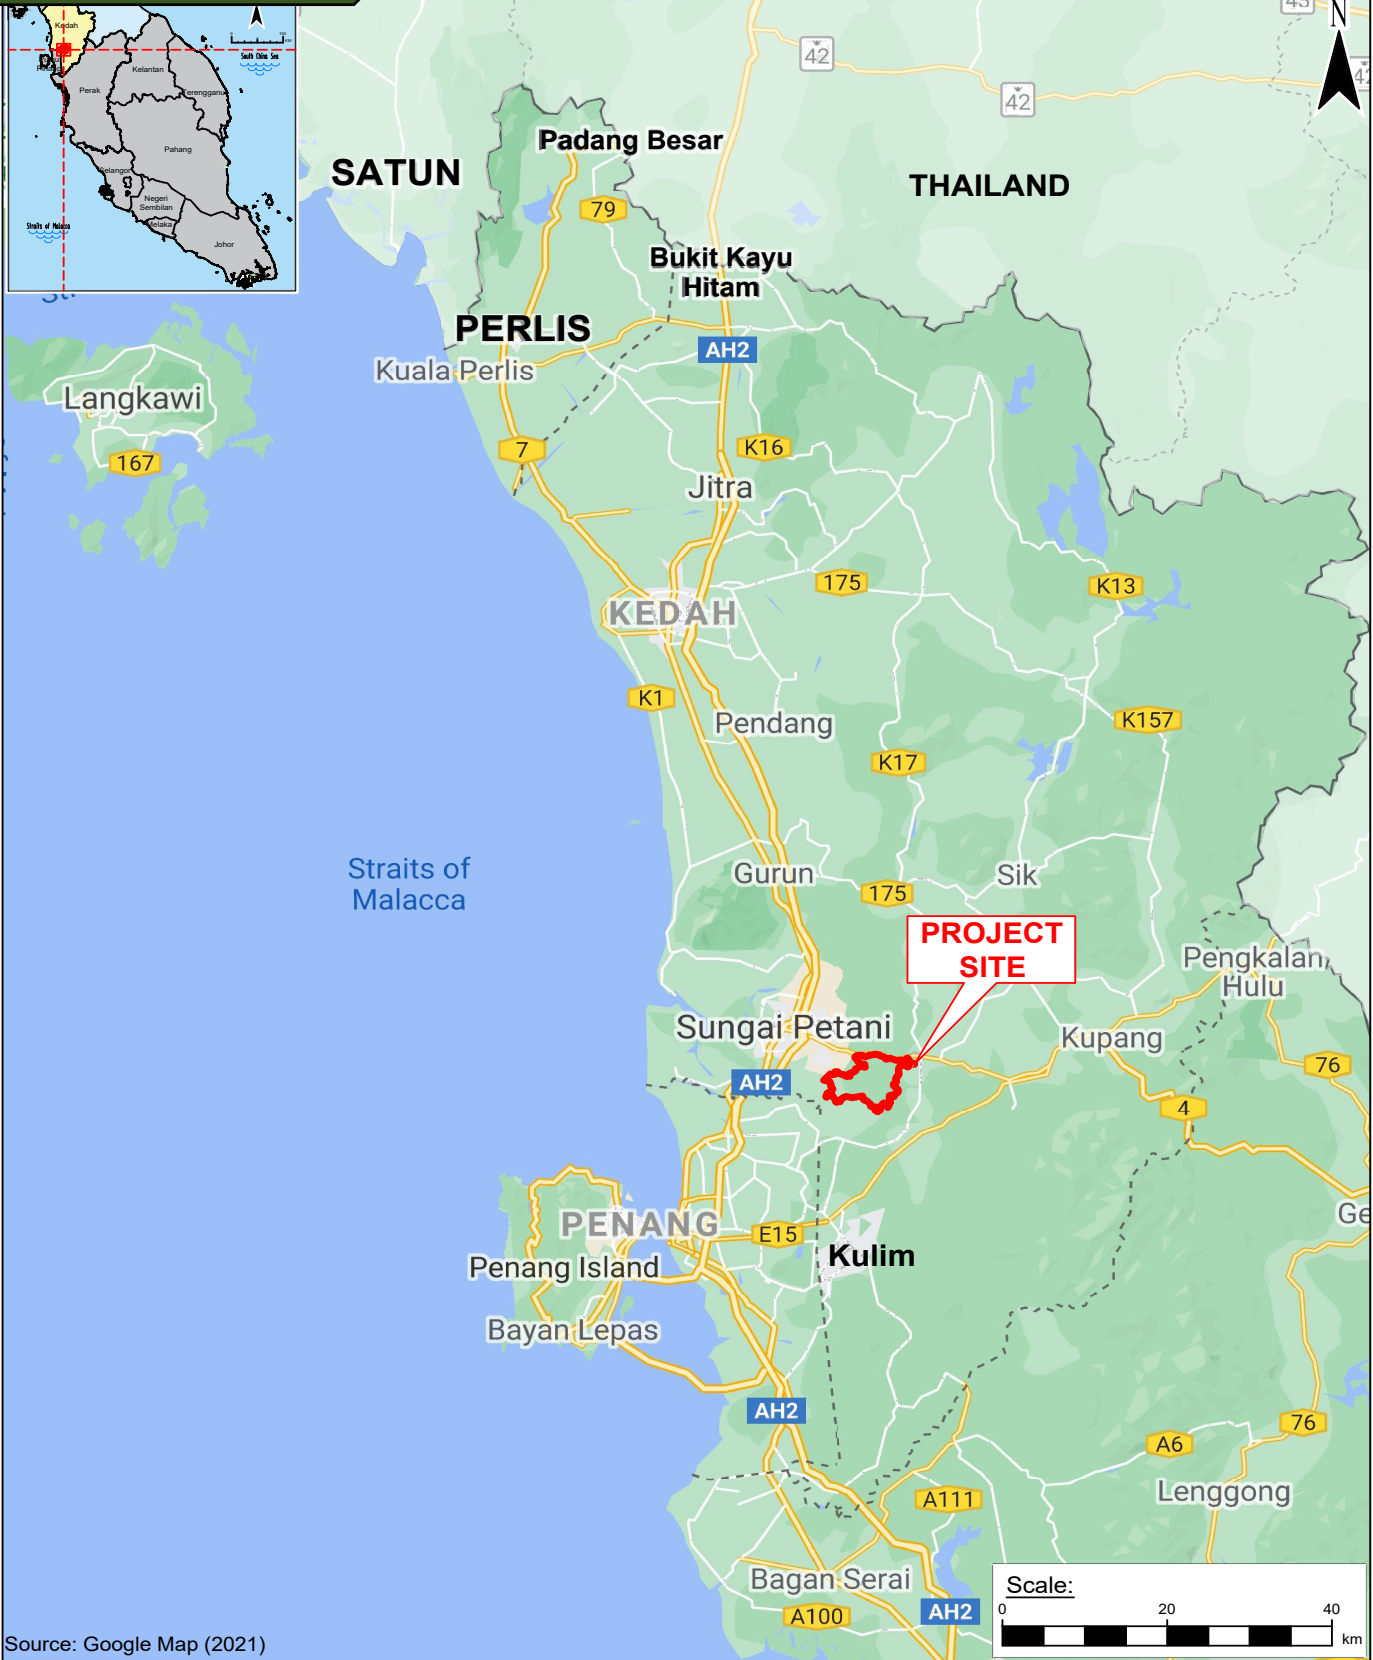 Kedah
Kelantan
Perak
Terengganu
Pahang
Selangor
Negeri
Sembilan
Melaka
Johor
South China Sea
Straits of Malacca
N
43
42
42
SATUN
Padang Besar
THAILAND
79
Bukit Kayu
Hitam
PERLIS
AH2
Kuala Perlis
Langkawi
167
7
K16
Jitra
175
K13
KEDAH
K1
Pendang
K157
K17
Straits of
Malacca
Gurun
175
Sik
PROJECT
SITE
Pengkalan
Hulu
Sungai Petani
Kupang
76
AH2
4
PENANG
E15
Ge
Penang Island
Kulim
Bayan Lepas
AH2
76
A6
A111
Lenggong
Bagan Serai
A100
AH2
Scale:
0 20 40
km
Source: Google Map (2021)